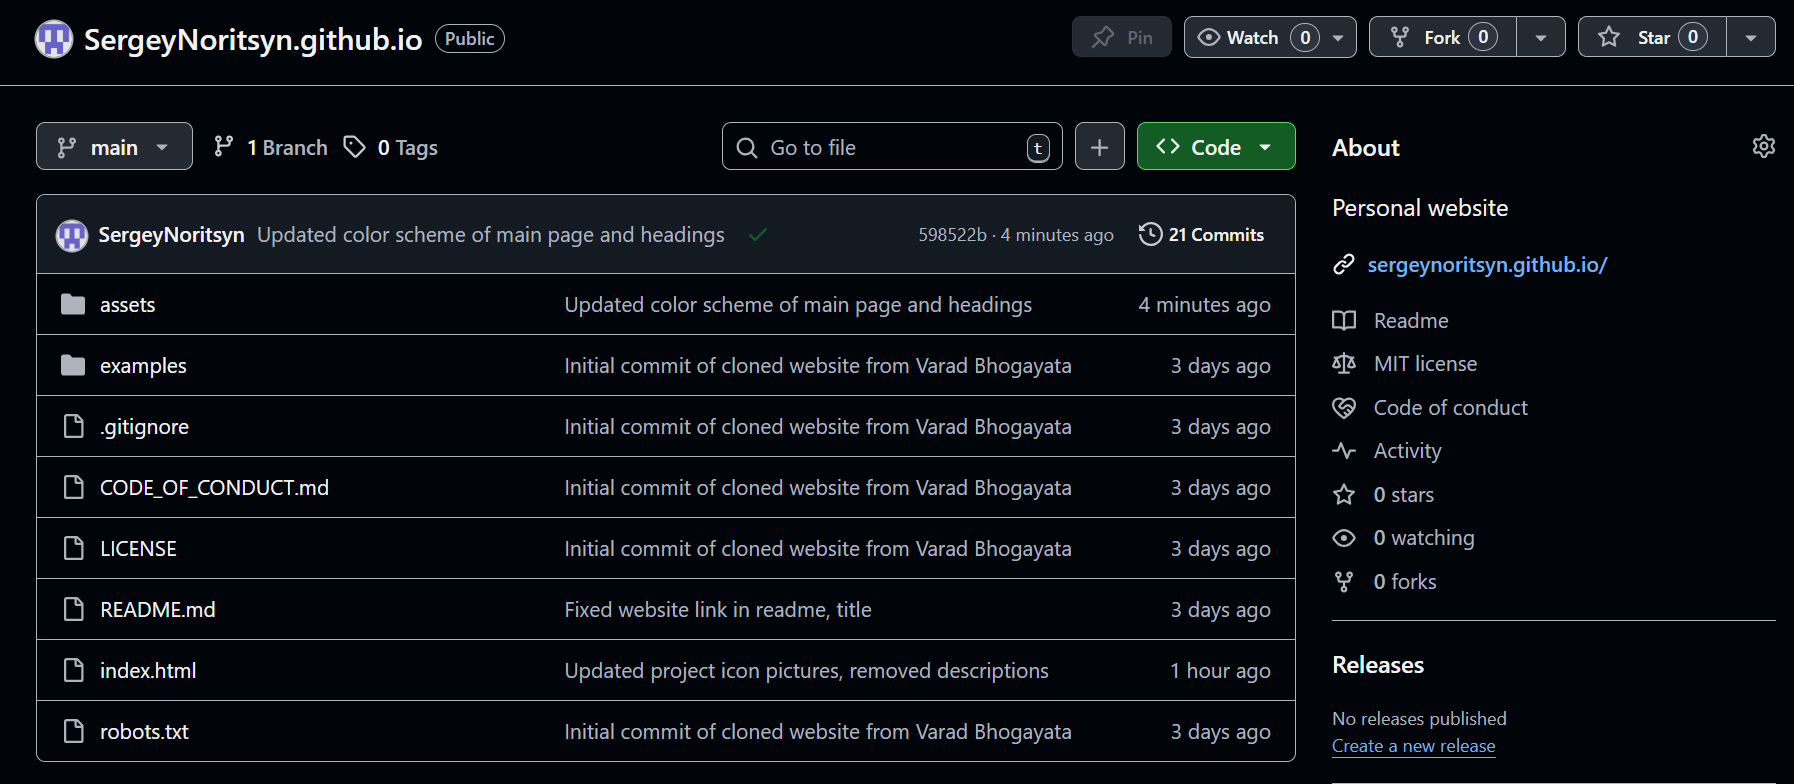 SergeyNoritsyn.github.io Public
Pin Watch 0 Fork 0 Star 0
main 1 Branch 0 Tags Go to file t Code
SergeyNoritsyn Updated color scheme of main page and headings 598522b · 4 minutes ago 21 Commits
assets Updated color scheme of main page and headings 4 minutes ago
examples Initial commit of cloned website from Varad Bhogayata 3 days ago
.gitignore Initial commit of cloned website from Varad Bhogayata 3 days ago
CODE_OF_CONDUCT.md Initial commit of cloned website from Varad Bhogayata 3 days ago
LICENSE Initial commit of cloned website from Varad Bhogayata 3 days ago
README.md Fixed website link in readme, title 3 days ago
index.html Updated project icon pictures, removed descriptions 1 hour ago
robots.txt Initial commit of cloned website from Varad Bhogayata 3 days ago
About
Personal website
sergeynoritsyn.github.io/
Readme
MIT license
Code of conduct
Activity
0 stars
0 watching
0 forks
Releases
No releases published
Create a new release